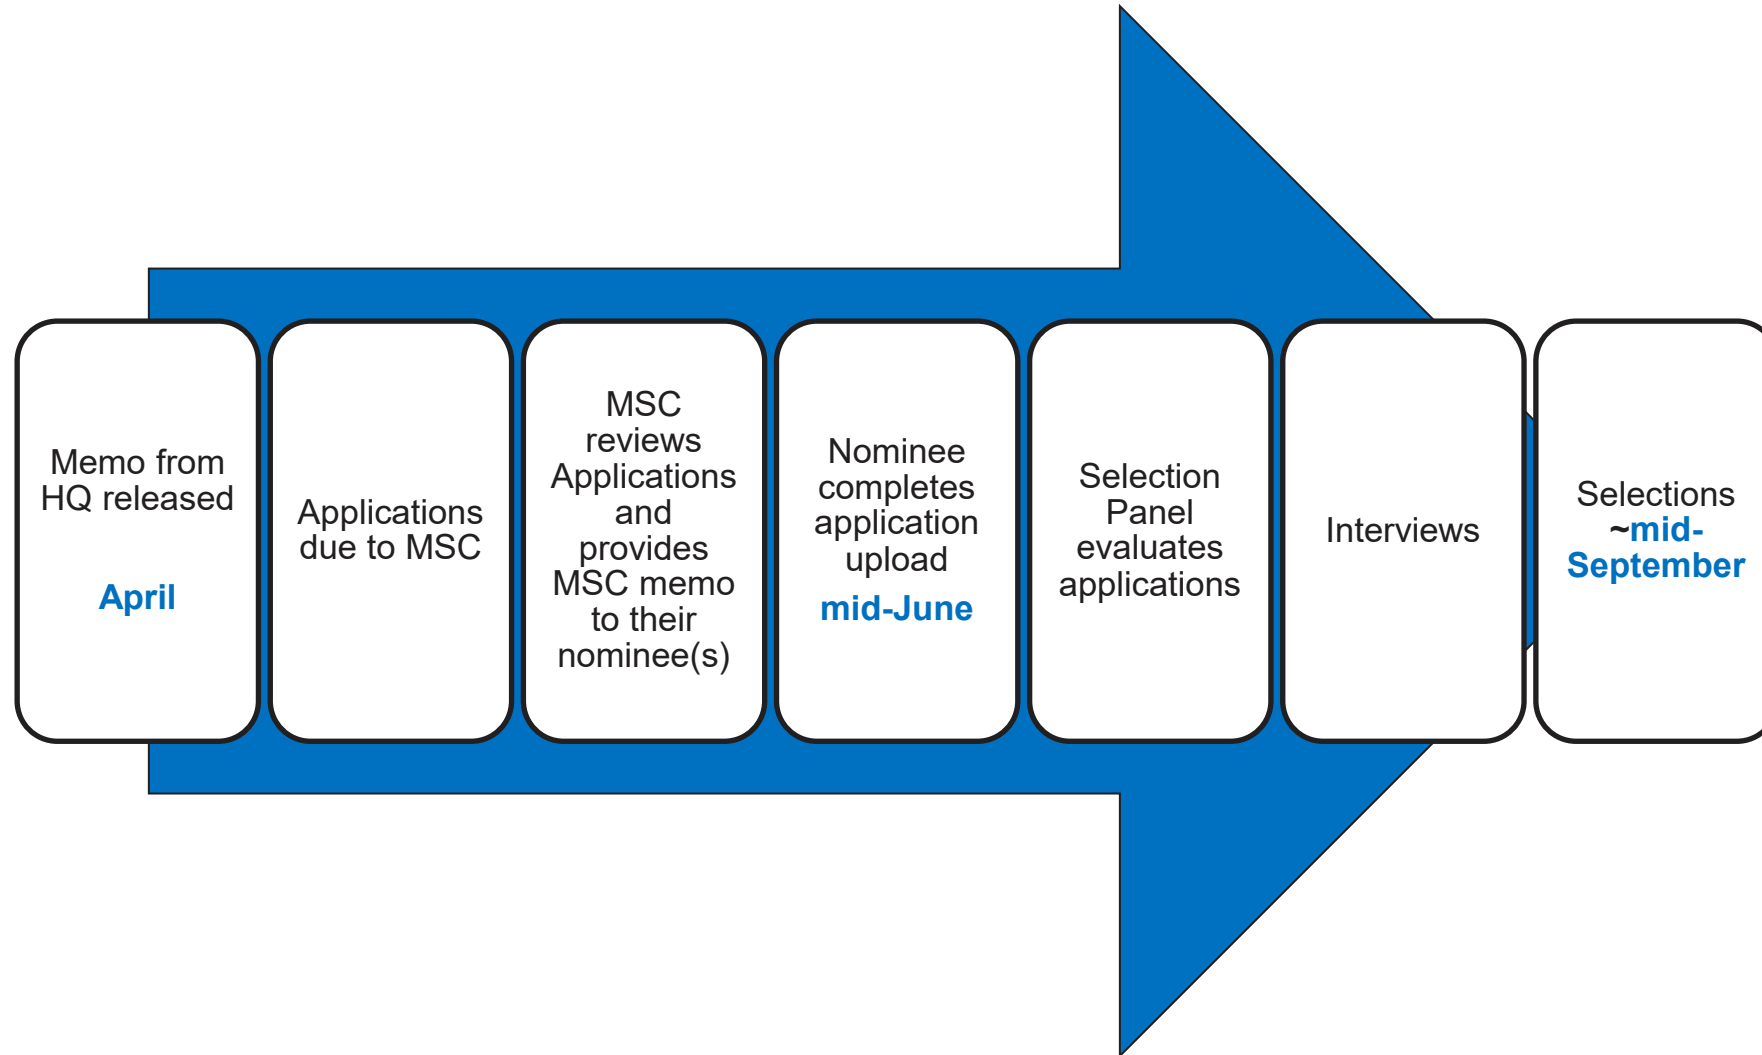 Memo from
HQ released
April
Applications
due to MSC
MSC
reviews
Applications
and
provides
MSC memo
to their
nominee(s)
Nominee
completes
application
upload
mid-June
Selection
Panel
evaluates
applications
Interviews
Selections
~mid-
September